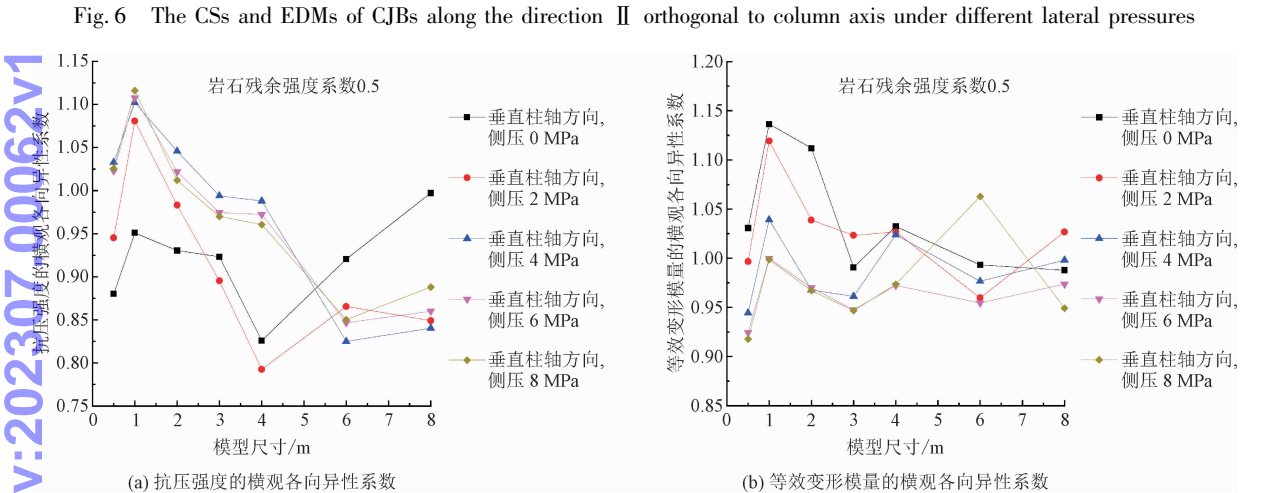 Fig. 6 The CSs and EDMs of CJBs along the direction Ⅱ orthogonal to column axis under different lateral pressures
v:202307.00062v1
抗压强度的横观各向异性系数
1.15
1.10
1.05
1.00
0.95
0.90
0.85
0.80
0.75
0 1 2 3 4 5 6 7 8
模型尺寸/m
岩石残余强度系数0.5
垂直柱轴方向,
侧压 0 MPa
垂直柱轴方向,
侧压 2 MPa
垂直柱轴方向,
侧压 4 MPa
垂直柱轴方向,
侧压 6 MPa
垂直柱轴方向,
侧压 8 MPa
(a) 抗压强度的横观各向异性系数
等效变形模量的横观各向异性系数
1.20
1.15
1.10
1.05
1.00
0.95
0.90
0.85
0 1 2 3 4 5 6 7 8
模型尺寸/m
岩石残余强度系数0.5
垂直柱轴方向,
侧压 0 MPa
垂直柱轴方向,
侧压 2 MPa
垂直柱轴方向,
侧压 4 MPa
垂直柱轴方向,
侧压 6 MPa
垂直柱轴方向,
侧压 8 MPa
(b) 等效变形模量的横观各向异性系数